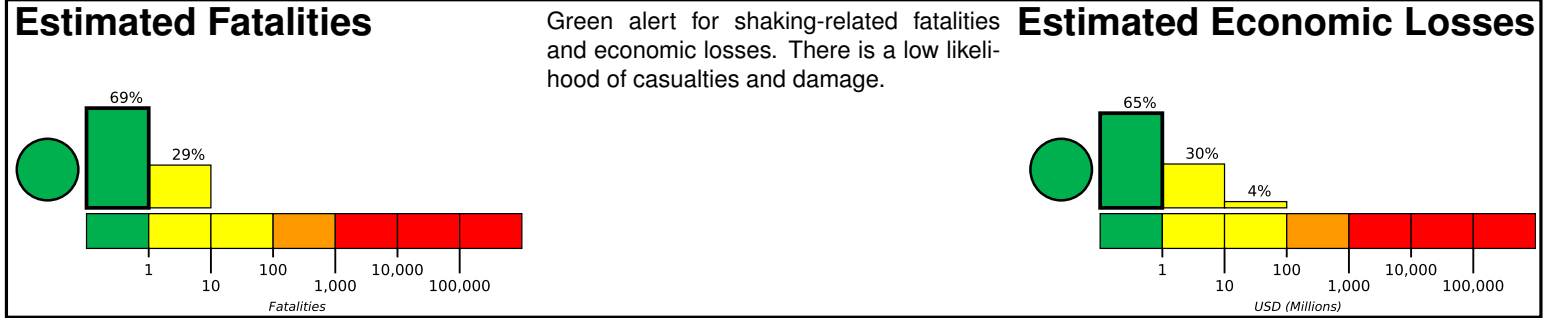 Estimated Fatalities
69%
29%
1
10
100
1,000
10,000
100,000
Fatalities
Green alert for shaking-related fatalities
and economic losses. There is a low likeli-
hood of casualties and damage.
Estimated Economic Losses
65%
30%
4%
1
10
100
1,000
10,000
100,000
USD (Millions)